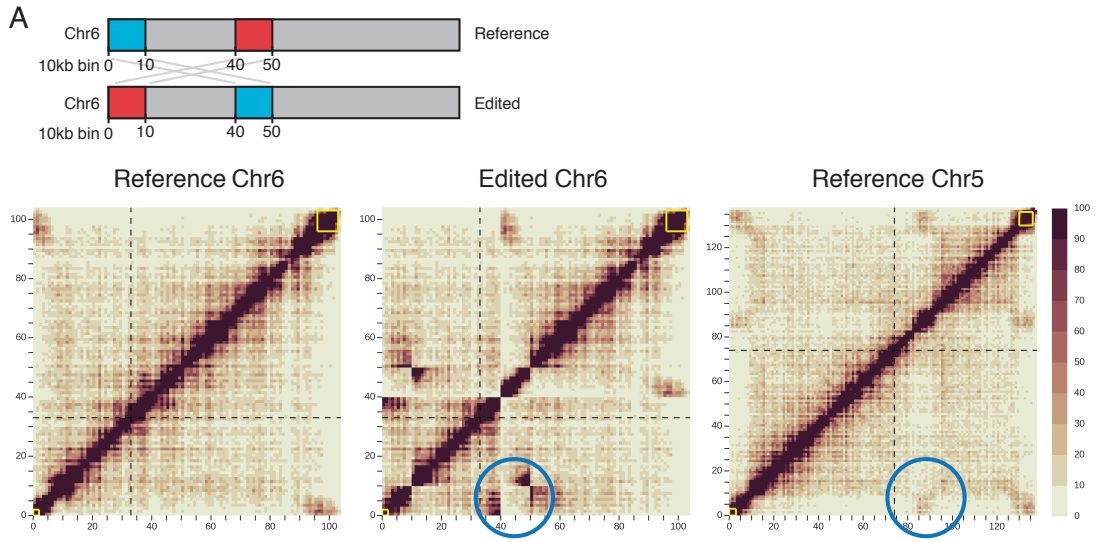 A
Chr6 Reference
10kb bin 0 10 40 50
Chr6 Edited
10kb bin 0 10 40 50
Reference Chr6 Edited Chr6 Reference Chr5
100 80 60 40 20 0
0 20 40 60 80 100
100 80 60 40 20 0
0 20 40 60 80 100
120 100 80 60 40 20 0
0 20 40 60 80 100 120
100
90
80
70
60
50
40
30
20
10
0